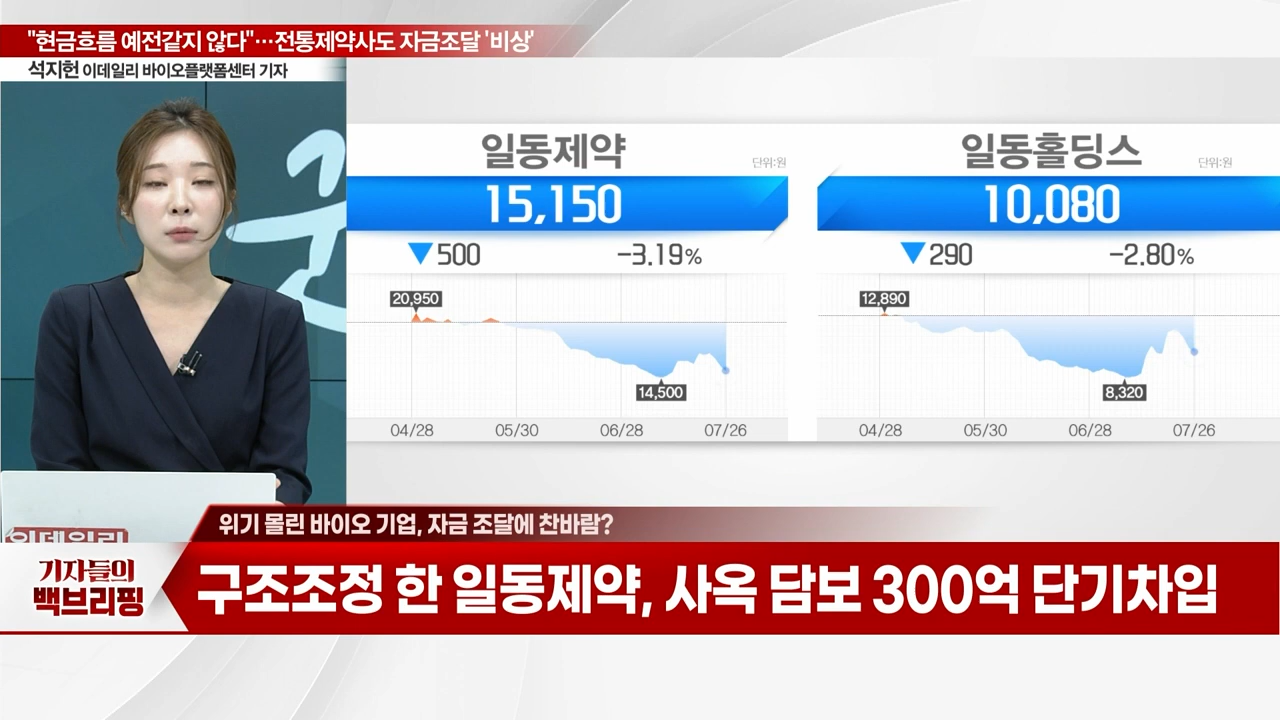 "현금흐름 예전같지 않다"…전통제약사도 자금조달 '비상'
석지헌 이데일리 바이오플랫폼센터 기자
일동제약
단위:원
15,150
▼500 -3.19%
20,950
14,500
04/28 05/30 06/28 07/26
일동홀딩스
단위:원
10,080
▼290 -2.80%
12,890
8,320
04/28 05/30 06/28 07/26
이데일리
위기 몰린 바이오 기업, 자금 조달에 찬바람?
기자들의
백브리핑
구조조정 한 일동제약, 사옥 담보 300억 단기차입